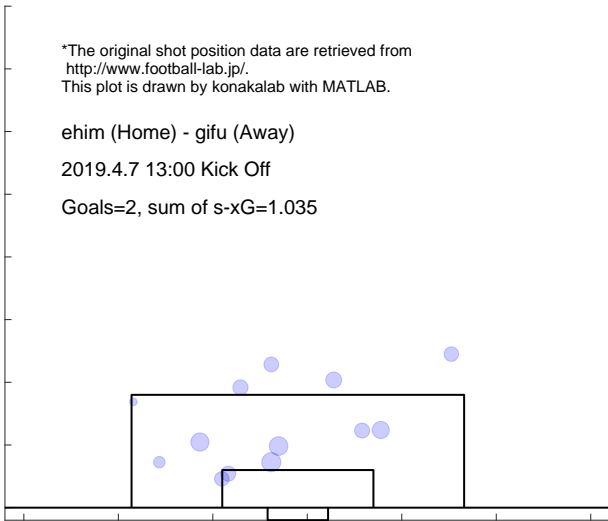 *The original shot position data are retrieved from
http://www.football-lab.jp/.
This plot is drawn by konakalab with MATLAB.
ehim (Home) - gifu (Away)
2019.4.7 13:00 Kick Off
Goals=2, sum of s-xG=1.035